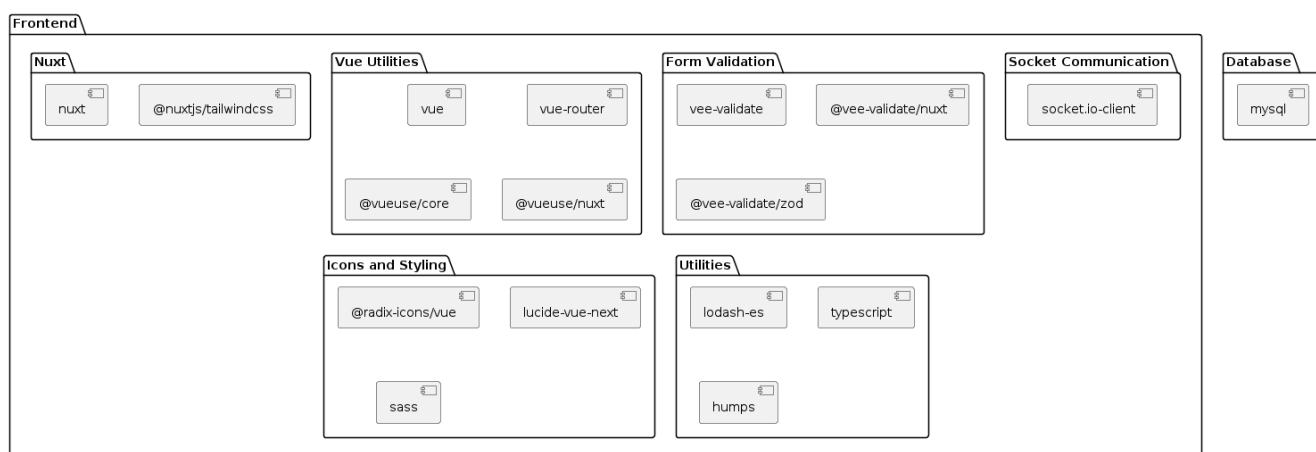 Frontend
Nuxt
nuxt
@nuxtjs/tailwindcss
Vue Utilities
vue
vue-router
@vueuse/core
@vueuse/nuxt
Form Validation
vee-validate
@vee-validate/nuxt
@vee-validate/zod
Socket Communication
socket.io-client
Icons and Styling
@radix-icons/vue
lucide-vue-next
sass
Utilities
lodash-es
typescript
humps
Database
mysql